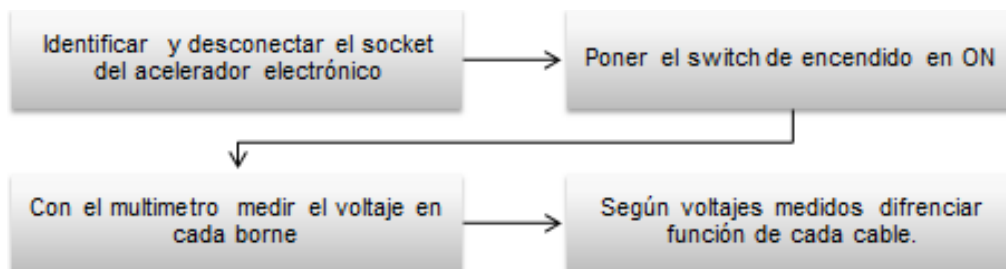 Identificar y desconectar el socket
del acelerador electrónico
Poner el switch de encendido en ON
Con el multimetro medir el voltaje en
cada borne
Según voltajes medidos difrenciar
función de cada cable.